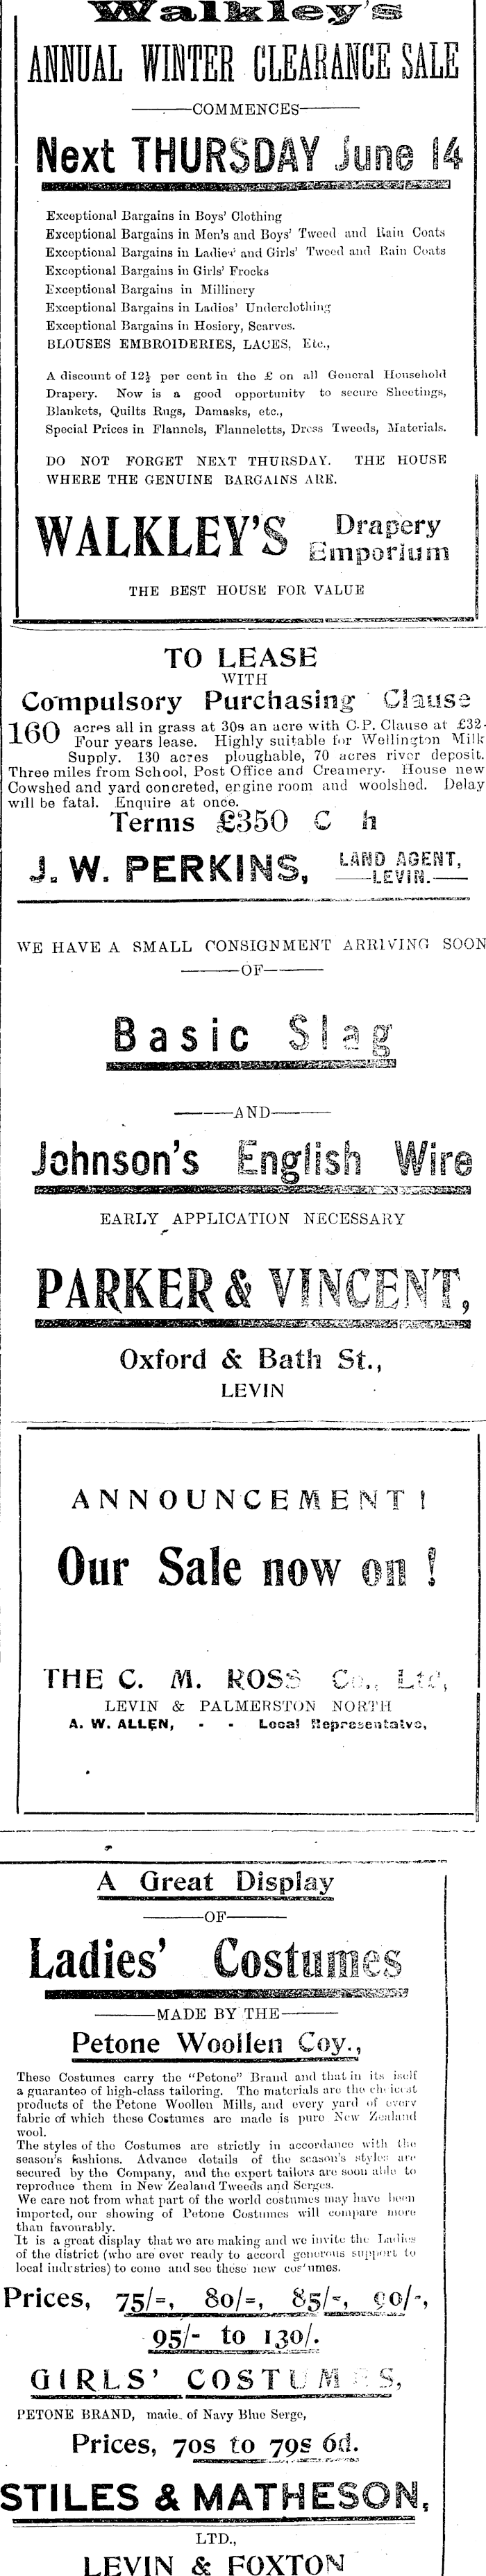 Walkley's
ANNUAL WINTER CLEARANCE SALE
COMMENCES
Next THURSDAY June 14
Exceptional Bargains in Boys' Clothing
Exceptional Bargains in Men's and Boys' Tweed and Rain Coats
Exceptional Bargains in Ladies' and Girls' Tweed and Rain Coats
Exceptional Bargains in Girls' Frocks
Exceptional Bargains in Millinery
Exceptional Bargains in Ladies' Underclothing
Exceptional Bargains in Hosiery, Scarves.
BLOUSES EMBROIDERIES, LACES, Etc.,
A discount of 12½ per cent in the £ on all General Household
Drapery. Now is a good opportunity to secure Sheetings,
Blankets, Quilts Rugs, Damasks, etc.,
Special Prices in Flannels, Flanneletts, Dress Tweeds, Materials.
DO NOT FORGET NEXT THURSDAY. THE HOUSE
WHERE THE GENUINE BARGAINS ARE.
WALKLEY'S Drapery
Emporium
THE BEST HOUSE FOR VALUE
TO LEASE
WITH
Compulsory Purchasing Clause
160 acres all in grass at 30s an acre with C.P. Clause at £32.
Four years lease. Highly suitable for Wellington Milk
Supply. 130 acres ploughable, 70 acres river deposit.
Three miles from School, Post Office and Creamery. House new
Cowshed and yard concreted, engine room and woolshed. Delay
will be fatal. Enquire at once.
Terms £350 C h
J. W. PERKINS, LAND AGENT,
LEVIN.
WE HAVE A SMALL CONSIGNMENT ARRIVING SOON
OF
Basic Slag
AND
Johnson's English Wire
EARLY APPLICATION NECESSARY
PARKER & VINCENT,
Oxford & Bath St.,
LEVIN
ANNOUNCEMENT!
Our Sale now on!
THE C. M. ROSS Co., Ltd,
LEVIN & PALMERSTON NORTH
A. W. ALLEN, - - Local Representatvo,
A Great Display
OF
Ladies' Costumes
MADE BY THE
Petone Woollen Coy.,
These Costumes carry the "Petone" Brand and that in its itself
a guarantee of high-class tailoring. The materials are the choicest
products of the Petone Woollen Mills, and every yard of every
fabric of which these Costumes are made is pure New Zealand
wool.
The styles of the Costumes are strictly in accordance with the
season's fashions. Advance details of the season's styles are
secured by the Company, and the expert tailors are soon able to
reproduce them in New Zealand Tweeds and Serges.
We care not from what part of the world costumes may have been
imported, our showing of Petone Costumes will compare more
than favourably.
It is a great display that we are making and we invite the Ladies
of the district (who are ever ready to accord generous support to
local industries) to come and see these new costumes.
Prices, 75/=, 80/=, 85/-, 90/-,
95/- to 130/.
GIRLS' COSTUMES,
PETONE BRAND, made of Navy Blue Serge,
Prices, 70s to 79s 6d.
STILES & MATHESON,
LTD.,
LEVIN & FOXTON